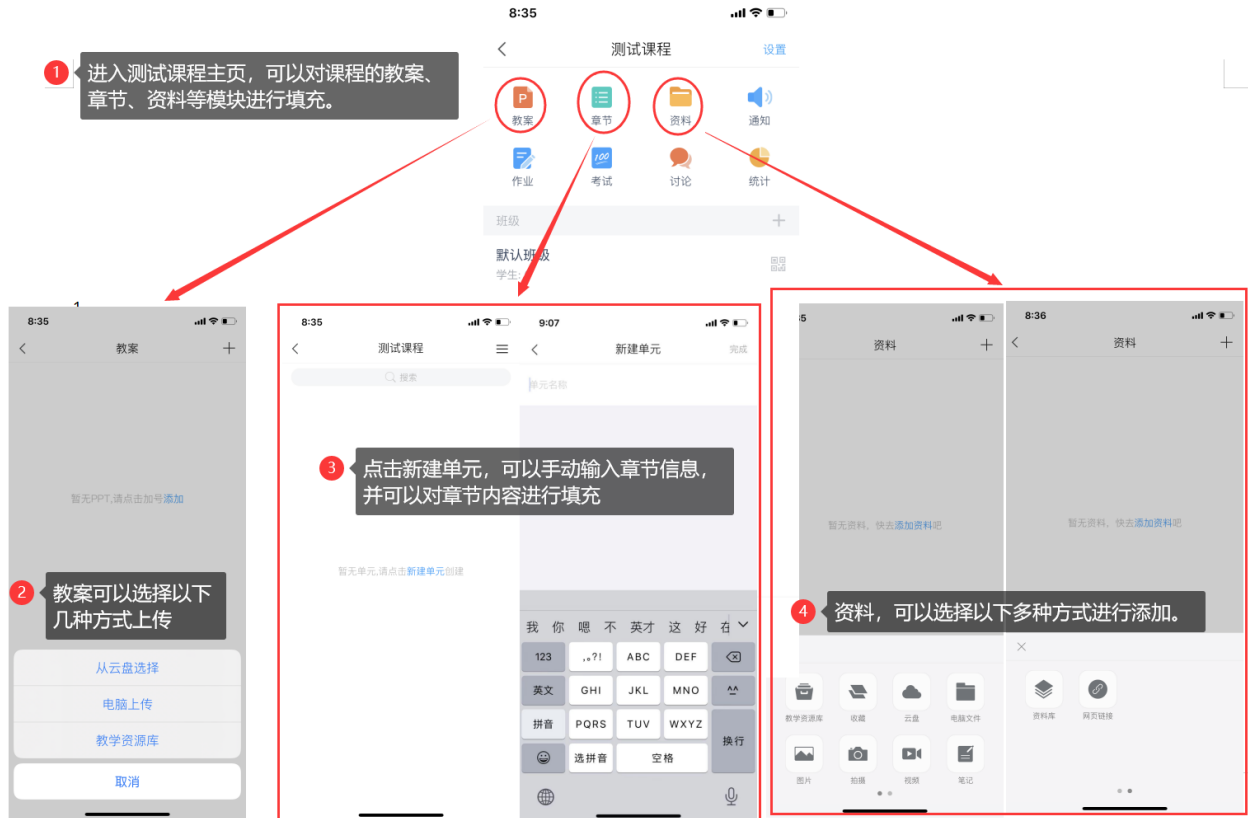 8:35
测试课程
设置
1
进入测试课程主页，可以对课程的教案、
章节、资料等模块进行填充。
P
教案
章节
资料
通知
100
作业
考试
讨论
统计
班级
默认班级
学生:
1
8:35
教案
暂无PPT,请点击加号添加
2
教案可以选择以下
几种方式上传
从云盘选择
电脑上传
教学资源库
取消
8:35
测试课程
搜索
暂无单元,请点击新建单元创建
9:07
新建单元
完成
单元名称
3
点击新建单元，可以手动输入章节信息，
并可以对章节内容进行填充
我 你 嗯 不 英才 这 好 在
123 ,。?! ABC DEF
英文 GHI JKL MNO ^^
拼音 PQRS TUV WXYZ
换行
选拼音 空格
5
资料
暂无资料，快去添加资料吧
8:36
资料
暂无资料，快去添加资料吧
4
资料，可以选择以下多种方式进行添加。
教学资源库 收藏 云盘 电脑文件
图片 拍摄 视频 笔记
资料库 网页链接